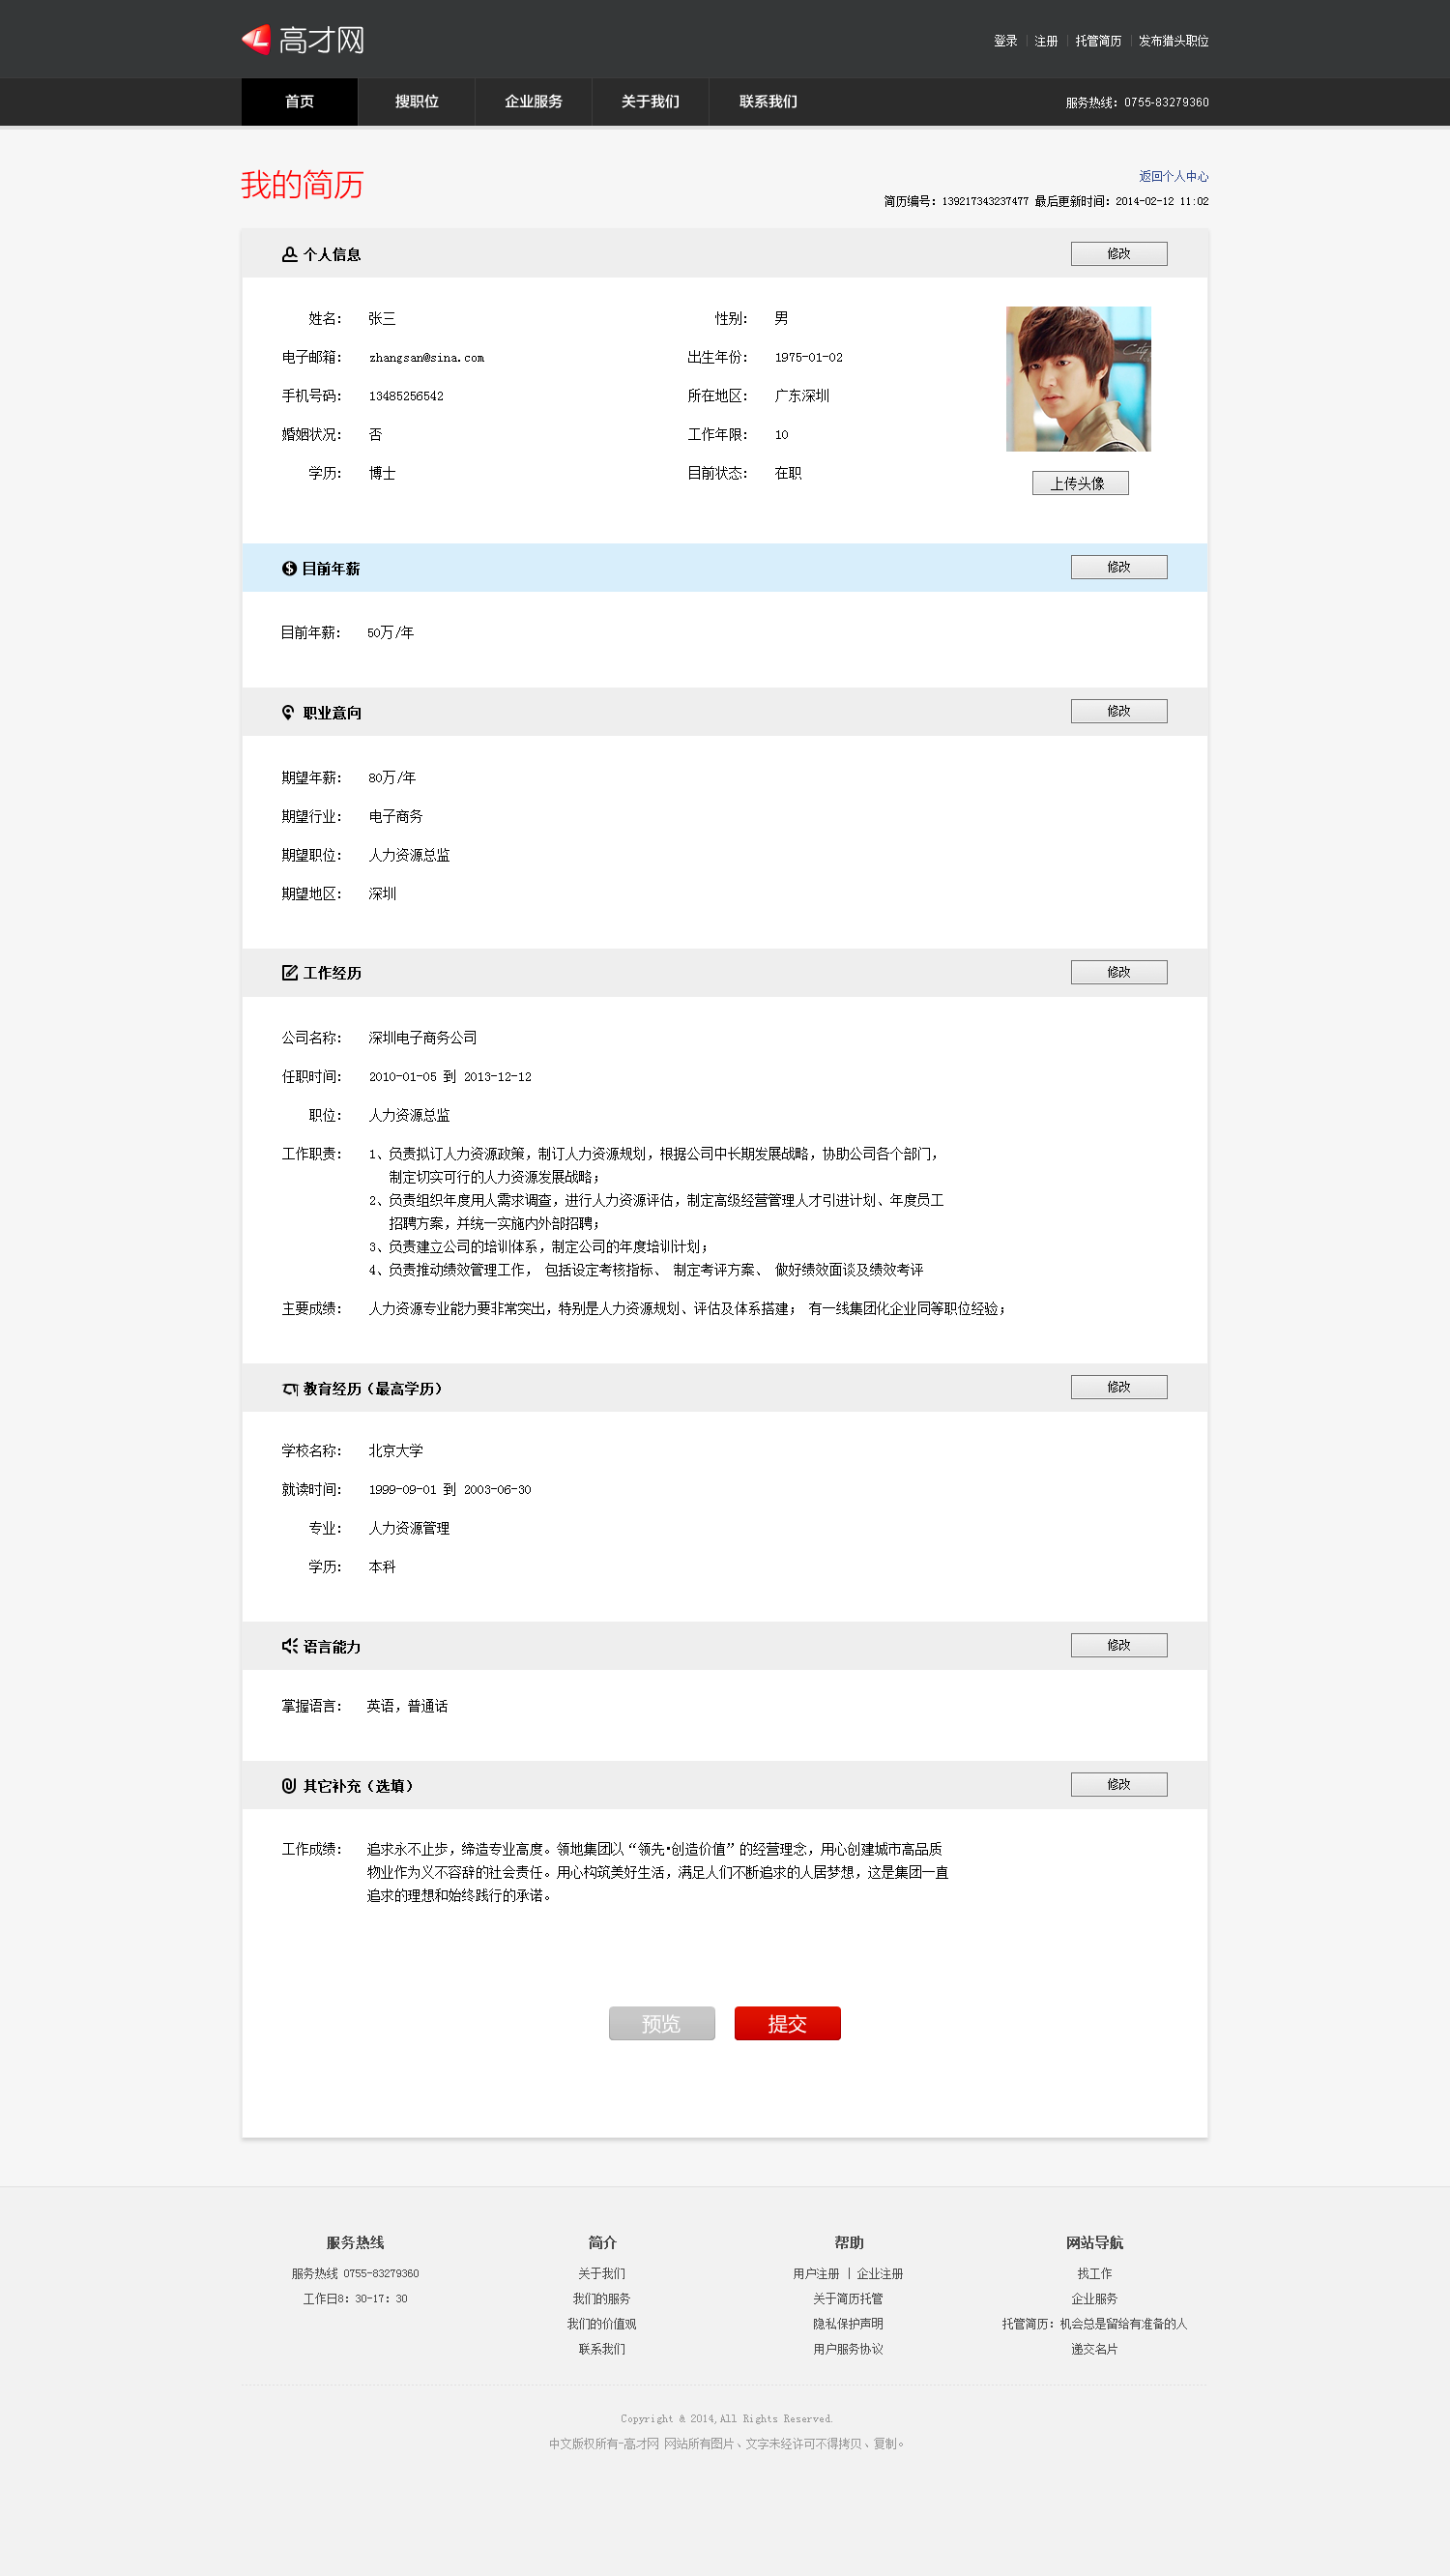 高才网
登录 | 注册 | 托管简历 | 发布猎头职位
首页 搜职位 企业服务 关于我们 联系我们 服务热线：0755-83279360
我的简历
返回个人中心
简历编号：139217343237477 最后更新时间：2014-02-12 11:02
个人信息 修改
姓名： 张三 性别： 男
City
电子邮箱： zhangsan@sina.com 出生年份： 1975-01-02
手机号码： 13485256542 所在地区： 广东深圳
婚姻状况： 否 工作年限： 10
学历： 博士 目前状态： 在职
上传头像
目前年薪 修改
目前年薪： 50万/年
职业意向 修改
期望年薪： 80万/年
期望行业： 电子商务
期望职位： 人力资源总监
期望地区： 深圳
工作经历 修改
公司名称： 深圳电子商务公司
任职时间： 2010-01-05 到 2013-12-12
职位： 人力资源总监
工作职责： 1、负责拟订人力资源政策，制订人力资源规划，根据公司中长期发展战略，协助公司各个部门，
制定切实可行的人力资源发展战略；
2、负责组织年度用人需求调查，进行人力资源评估，制定高级经营管理人才引进计划、年度员工
招聘方案，并统一实施内外部招聘；
3、负责建立公司的培训体系，制定公司的年度培训计划；
4、负责推动绩效管理工作， 包括设定考核指标、 制定考评方案、 做好绩效面谈及绩效考评
主要成绩： 人力资源专业能力要非常突出，特别是人力资源规划、评估及体系搭建； 有一线集团化企业同等职位经验；
教育经历（最高学历） 修改
学校名称： 北京大学
就读时间： 1999-09-01 到 2003-06-30
专业： 人力资源管理
学历： 本科
语言能力 修改
掌握语言： 英语，普通话
其它补充（选填） 修改
工作成绩： 追求永不止步，缔造专业高度。领地集团以“领先•创造价值”的经营理念，用心创建城市高品质
物业作为义不容辞的社会责任。用心构筑美好生活，满足人们不断追求的人居梦想，这是集团一直
追求的理想和始终践行的承诺。
预览 提交
服务热线 简介 帮助 网站导航
服务热线 0755-83279360 关于我们 用户注册 | 企业注册 找工作
工作日8：30-17：30 我们的服务 关于简历托管 企业服务
我们的价值观 隐私保护声明 托管简历：机会总是留给有准备的人
联系我们 用户服务协议 递交名片
Copyright & 2014,All Rights Reserved.
中文版权所有-高才网 网站所有图片、文字未经许可不得拷贝、复制。